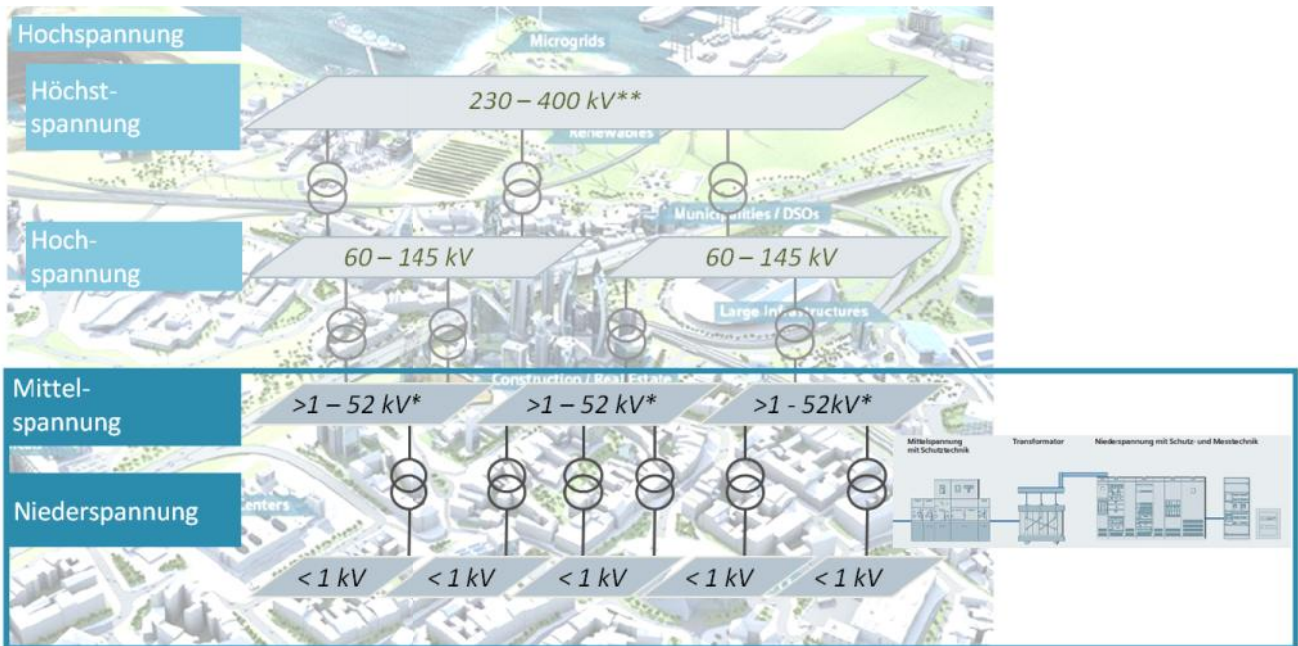 Hochspannung
Microgrids
Höchst-
spannung
230 – 400 kV**
Renewables
Municipalities / DSOs
Hoch-
spannung
60 – 145 kV
60 – 145 kV
Large Infrastructures
Construction / Real Estate
Mittel-
spannung
>1 – 52 kV*
>1 – 52 kV*
>1 - 52kV*
Mittelspannung
mit Schutztechnik
Transformator
Niederspannung mit Schutz- und Messtechnik
Niederspannung
< 1 kV
< 1 kV
< 1 kV
< 1 kV
< 1 kV